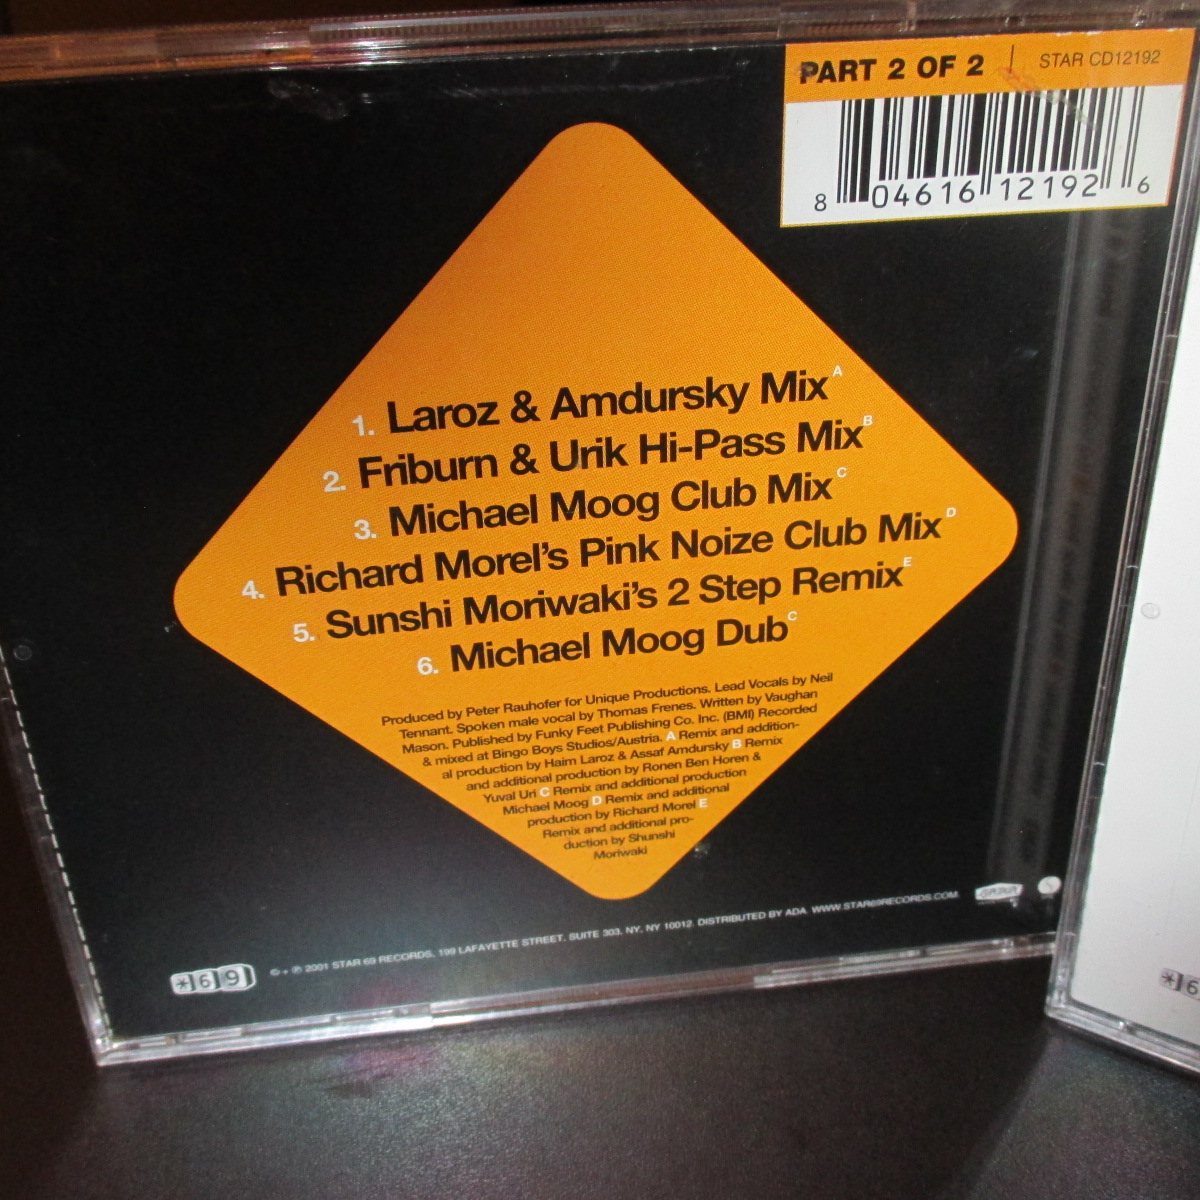 PART 2 OF 2 | STAR CD12192
8 04616 12192 6
1. Laroz & Amdursky Mix A
2. Friburn & Urik Hi-Pass Mix B
3. Michael Moog Club Mix C
4. Richard Morel's Pink Noize Club Mix D
5. Sunshi Moriwaki's 2 Step Remix E
6. Michael Moog Dub C
Produced by Peter Rauhofer for Unique Productions. Lead Vocals by Neil
Tennant. Spoken male vocal by Thomas Frenes. Written by Vaughan
Mason. Published by Funky Feet Publishing Co. Inc. (BMI) Recorded
& mixed at Bingo Boys Studios/Austria. A Remix and addition-
al production by Haim Laroz & Assaf Amdursky B Remix
and additional production by Ronen Ben Horen &
Yuval Uri C Remix and additional production
Michael Moog D Remix and additional
production by Richard Morel E
Remix and additional pro-
duction by Shunshi
Moriwaki
*69 © + ℗ 2001 STAR 69 RECORDS, 199 LAFAYETTE STREET, SUITE 303, NY, NY 10012. DISTRIBUTED BY ADA. WWW.STAR69RECORDS.COM
*6